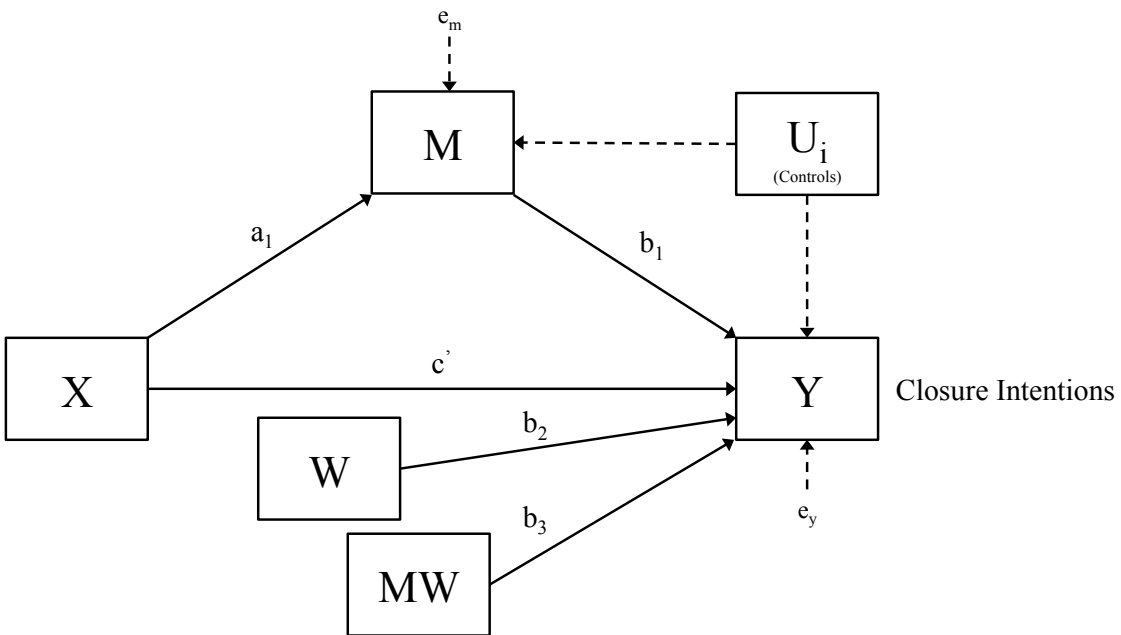 e_m
M
U_i
(Controls)
a_1
b_1
X
c’
Y
Closure Intentions
b_2
W
b_3
e_y
MW